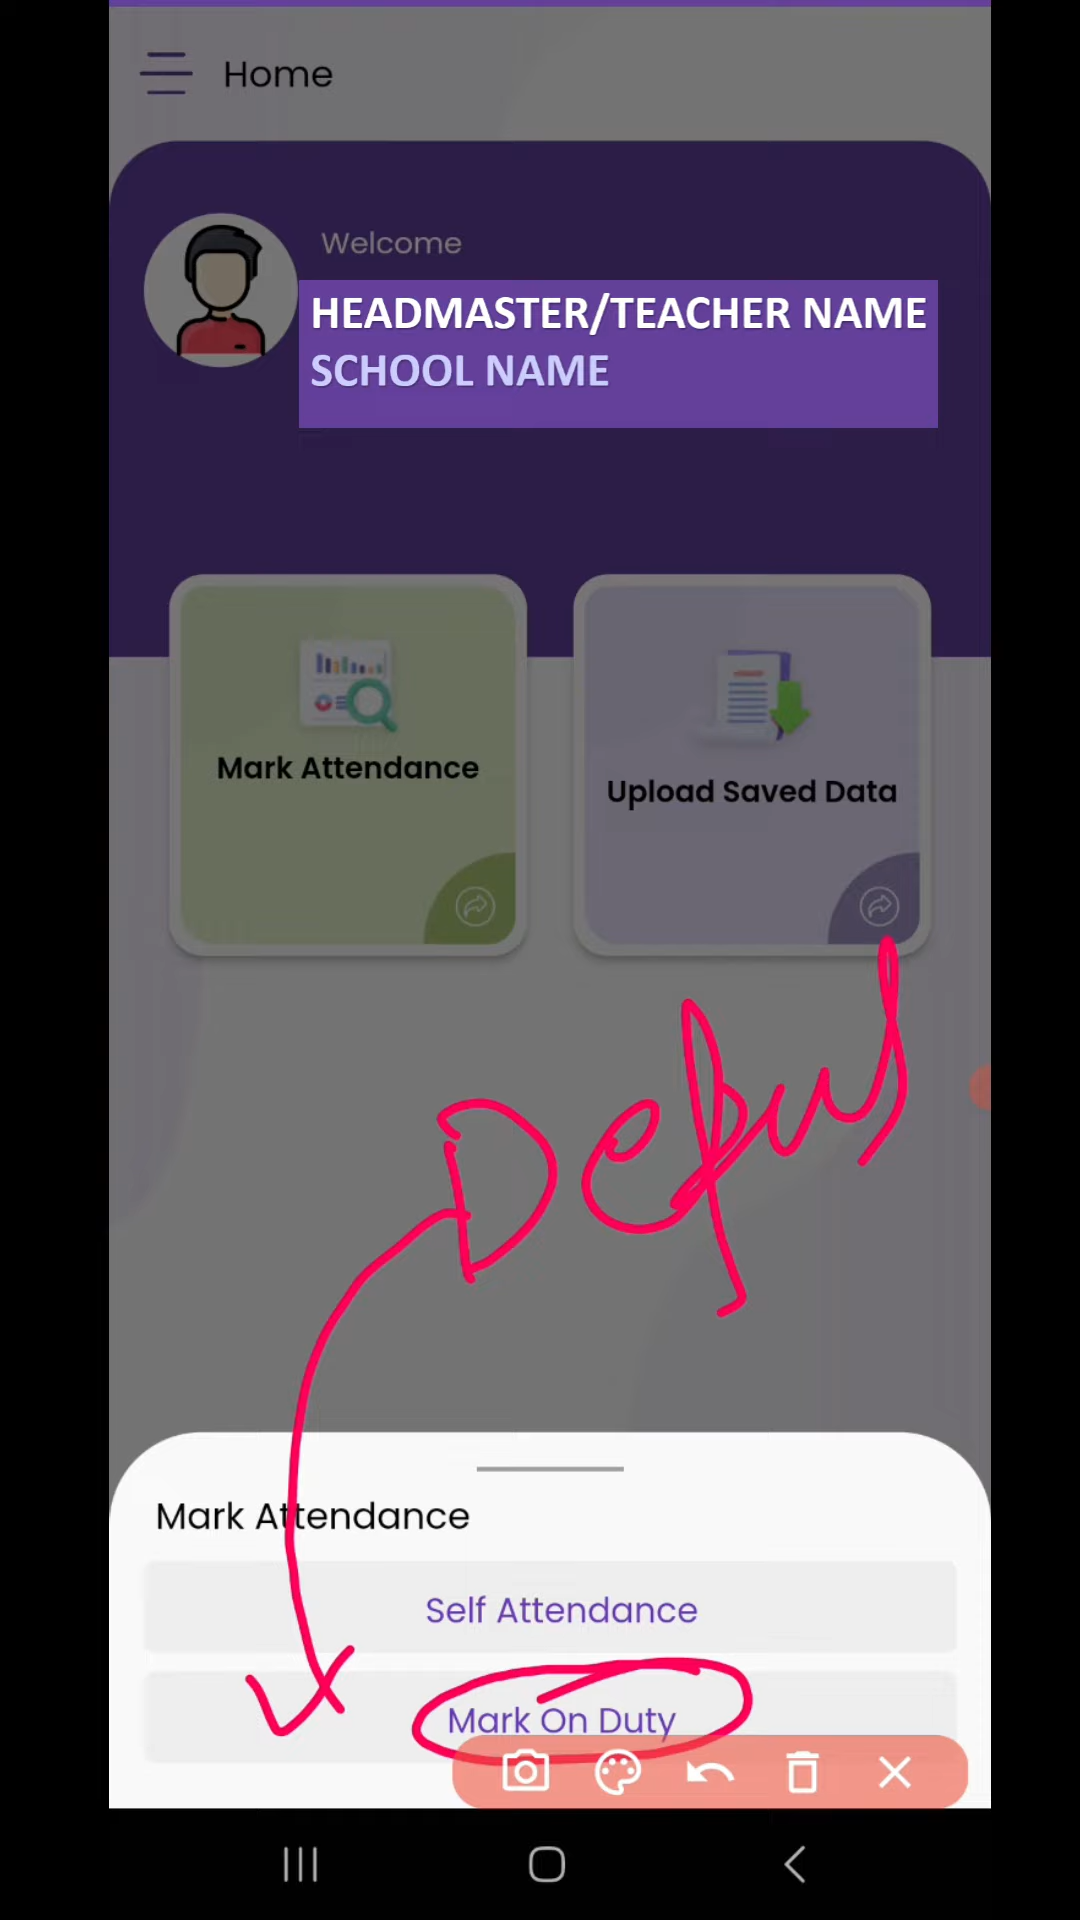 Home
Welcome
HEADMASTER/TEACHER NAME
SCHOOL NAME
Mark Attendance
Upload Saved Data
Mark Attendance
Self Attendance
Mark On Duty